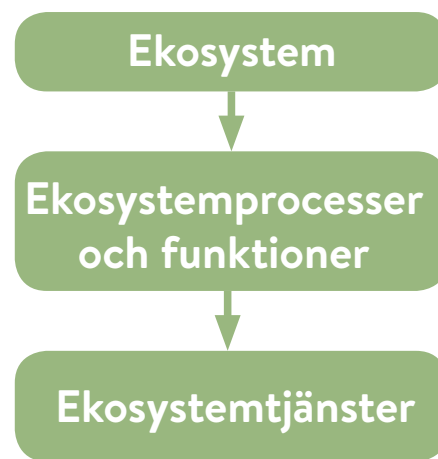 Ekosystem
Ekosystemprocesser
och funktioner
Ekosystemtjänster